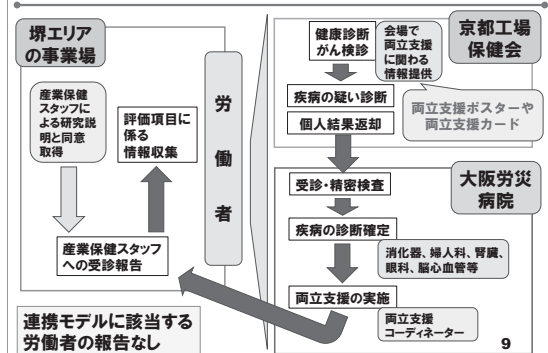 堺エリア
の事業場
産業保健
スタッフに
よる研究説
明と同意
取得
評価項目に
係る
情報収集
産業保健スタッフ
への受診報告
連携モデルに該当する
労働者の報告なし
労
働
者
京都工場
保健会
健康診断
がん検診
会場で
両立支援
に関わる
情報提供
疾病の疑い診断
個人結果返却
両立支援ポスターや
両立支援カード
大阪労災
病院
受診・精密検査
疾病の診断確定
消化器、婦人科、腎臓、
眼科、脳心血管等
両立支援の実施
両立支援
コーディネーター
9